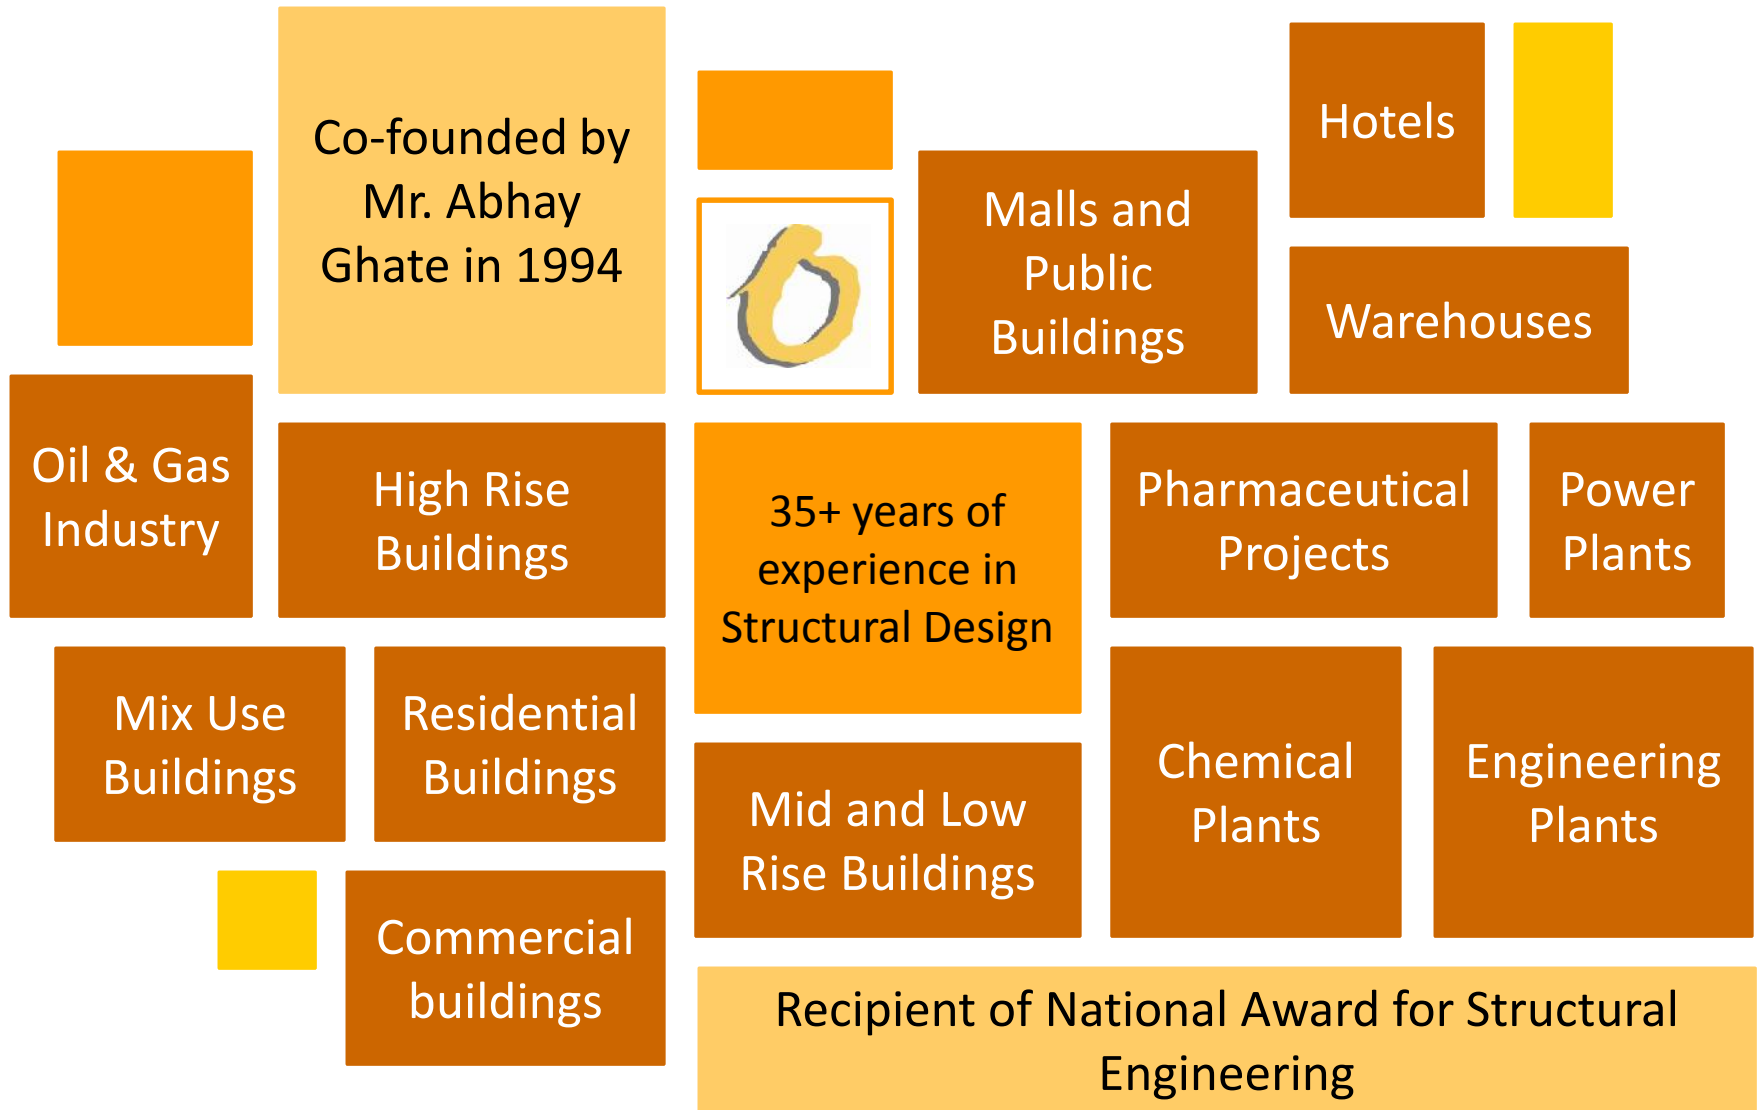 Co-founded by
Mr. Abhay
Ghate in 1994
Hotels
Malls and
Public
Buildings
Warehouses
Oil & Gas
Industry
High Rise
Buildings
35+ years of
experience in
Structural Design
Pharmaceutical
Projects
Power
Plants
Mix Use
Buildings
Residential
Buildings
Mid and Low
Rise Buildings
Chemical
Plants
Engineering
Plants
Commercial
buildings
Recipient of National Award for Structural
Engineering